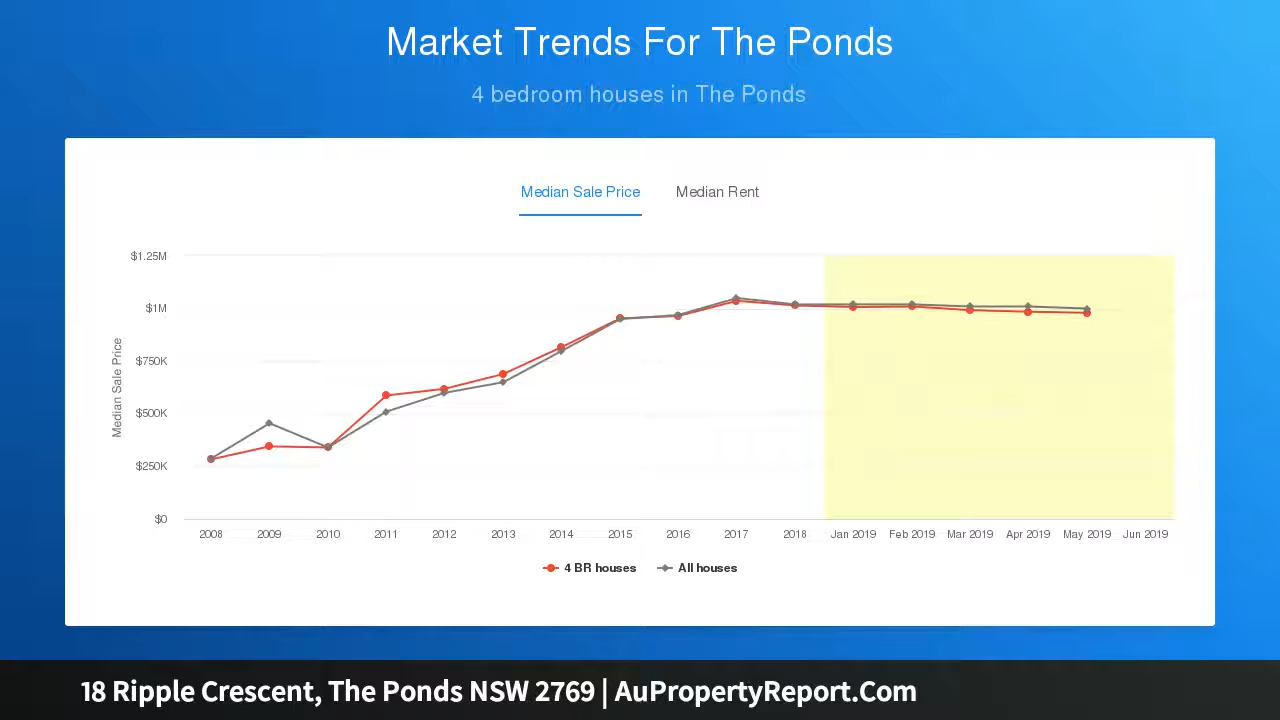 Market Trends For The Ponds
4 bedroom houses in The Ponds
Median Sale Price Median Rent
Median Sale Price
$1.25M
$1M
$750K
$500K
$250K
$0
2008 2009 2010 2011 2012 2013 2014 2015 2016 2017 2018 Jan 2019 Feb 2019 Mar 2019 Apr 2019 May 2019 Jun 2019
4 BR houses All houses
18 Ripple Crescent, The Ponds NSW 2769 | AuPropertyReport.Com